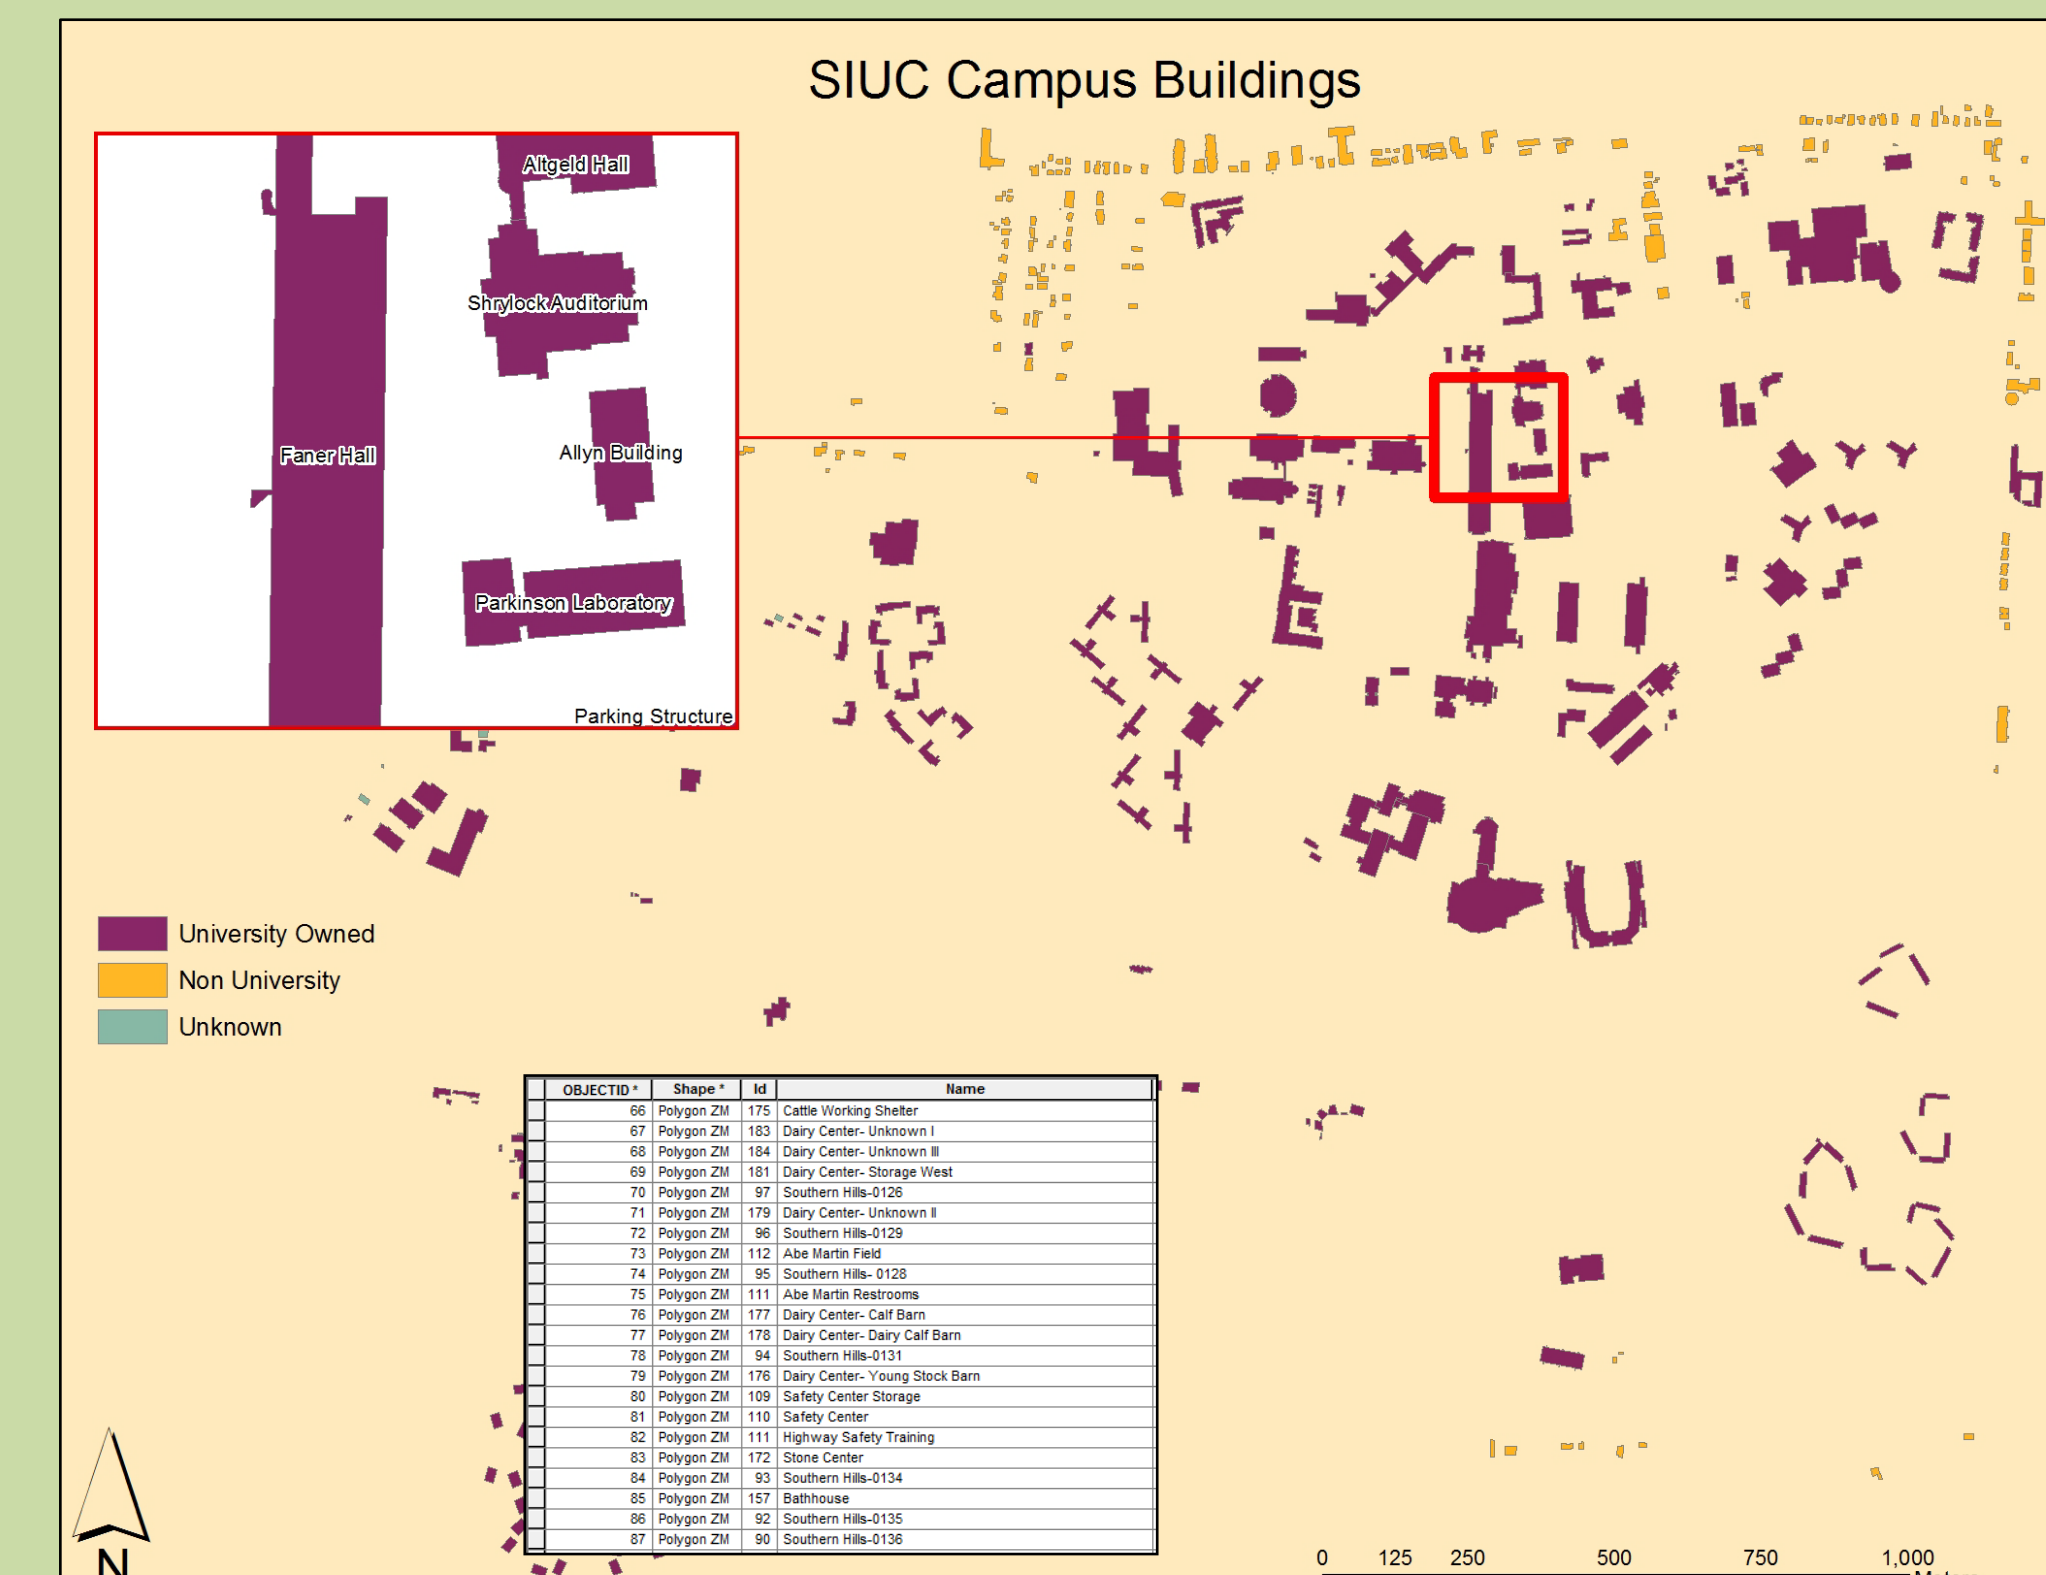 SIUC Campus Buildings
Altgeld Hall
Shrylock Auditorium
Faner Hall
Allyn Building
Parkinson Laboratory
Parking Structure
University Owned
Non University
Unknown
OBJECTID * Shape * Id Name
66 Polygon ZM 175 Cattle Working Shelter
67 Polygon ZM 183 Dairy Center- Unknown I
68 Polygon ZM 184 Dairy Center- Unknown III
69 Polygon ZM 181 Dairy Center- Storage West
70 Polygon ZM 97 Southern Hills-0126
71 Polygon ZM 179 Dairy Center- Unknown II
72 Polygon ZM 96 Southern Hills-0129
73 Polygon ZM 112 Abe Martin Field
74 Polygon ZM 95 Southern Hills- 0128
75 Polygon ZM 111 Abe Martin Restrooms
76 Polygon ZM 177 Dairy Center- Calf Barn
77 Polygon ZM 178 Dairy Center- Dairy Calf Barn
78 Polygon ZM 94 Southern Hills-0131
79 Polygon ZM 176 Dairy Center- Young Stock Barn
80 Polygon ZM 109 Safety Center Storage
81 Polygon ZM 110 Safety Center
82 Polygon ZM 111 Highway Safety Training
83 Polygon ZM 172 Stone Center
84 Polygon ZM 93 Southern Hills-0134
85 Polygon ZM 157 Bathhouse
86 Polygon ZM 92 Southern Hills-0135
87 Polygon ZM 90 Southern Hills-0136
N
0 125 250 500 750 1,000